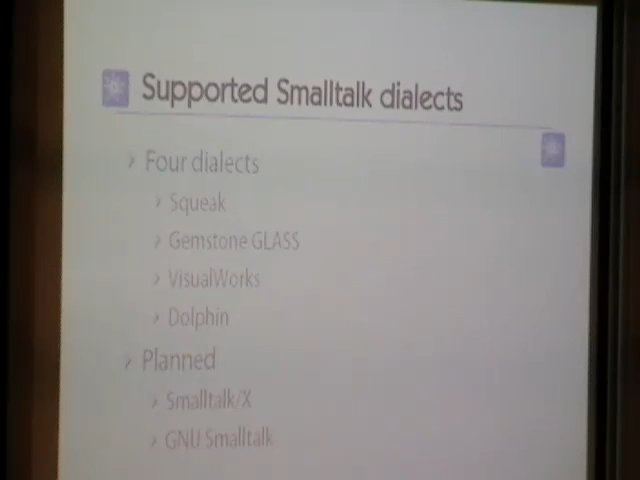 Supported Smalltalk dialects
Four dialects
Squeak
Gemstone GLASS
VisualWorks
Dolphin
Planned
Smalltalk/X
GNU Smalltalk